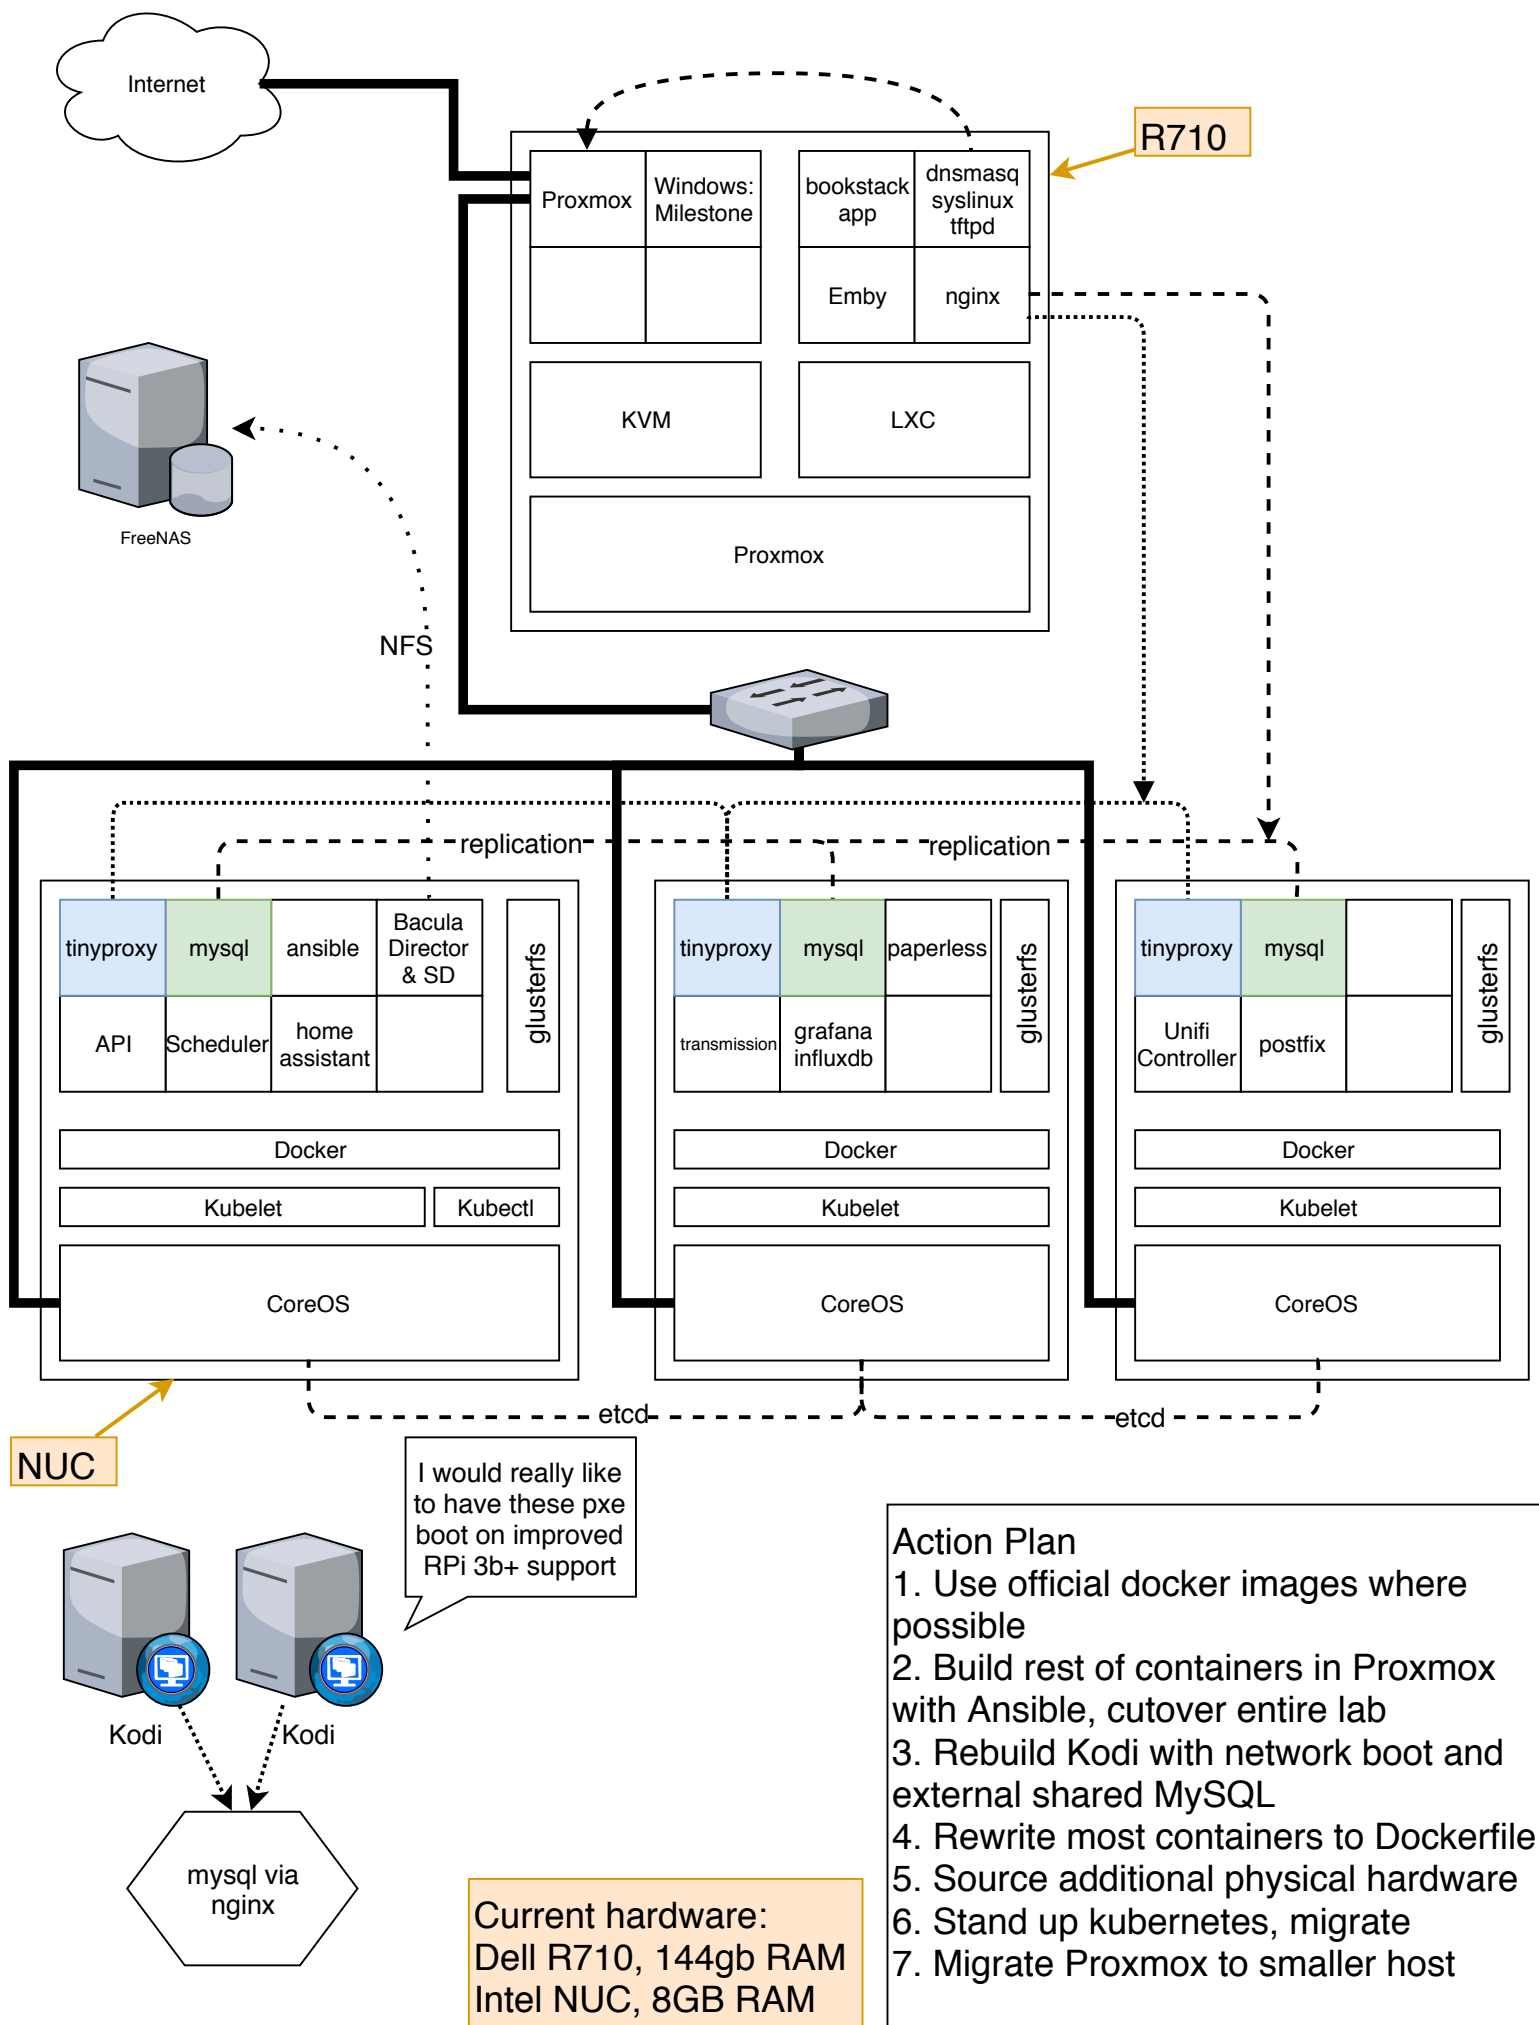 Internet
R710
Proxmox
Windows:
Milestone
bookstack
app
dnsmasq
syslinux
tftpd
Emby
nginx
KVM
LXC
Proxmox
FreeNAS
NFS
replication
replication
tinyproxy
mysql
ansible
Bacula
Director
& SD
glusterfs
API
Scheduler
home
assistant
Docker
Kubelet
Kubectl
CoreOS
tinyproxy
mysql
paperless
glusterfs
transmission
grafana
influxdb
Docker
Kubelet
CoreOS
tinyproxy
mysql
glusterfs
Unifi
Controller
postfix
Docker
Kubelet
CoreOS
etcd
etcd
NUC
I would really like
to have these pxe
boot on improved
RPi 3b+ support
Kodi
Kodi
mysql via
nginx
Current hardware:
Dell R710, 144gb RAM
Intel NUC, 8GB RAM
Action Plan
1. Use official docker images where
possible
2. Build rest of containers in Proxmox
with Ansible, cutover entire lab
3. Rebuild Kodi with network boot and
external shared MySQL
4. Rewrite most containers to Dockerfile
5. Source additional physical hardware
6. Stand up kubernetes, migrate
7. Migrate Proxmox to smaller host